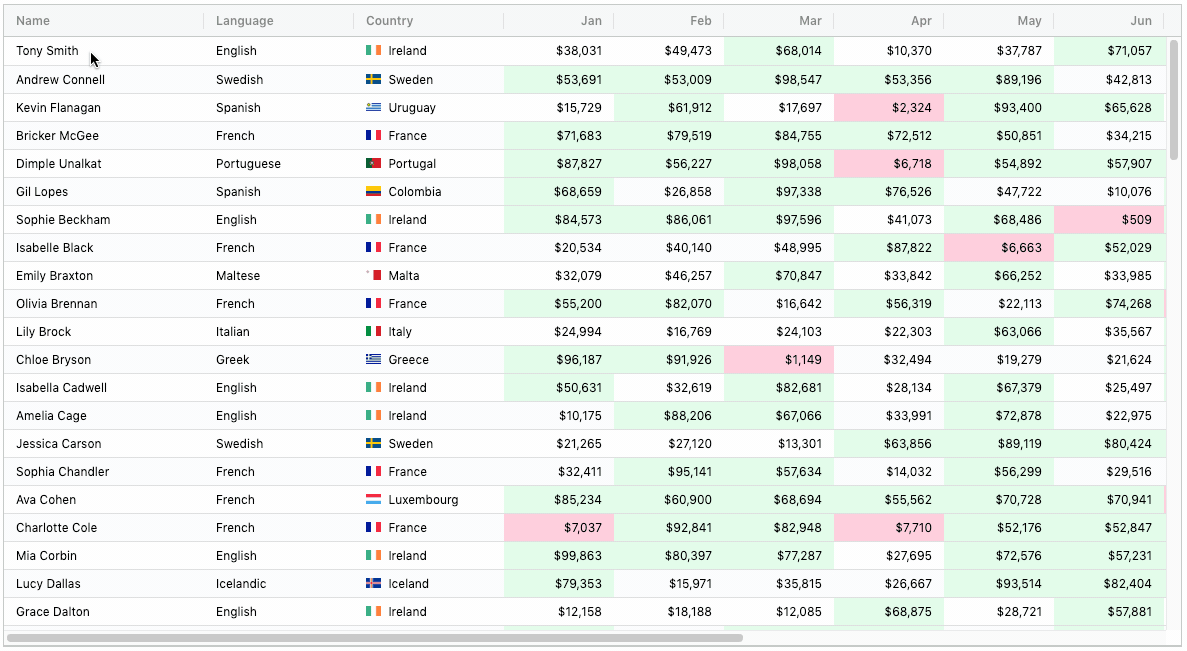 Name Language Country Jan Feb Mar Apr May Jun
Tony Smith English Ireland $38,031 $49,473 $68,014 $10,370 $37,787 $71,057
Andrew Connell Swedish Sweden $53,691 $53,009 $98,547 $53,356 $89,196 $42,813
Kevin Flanagan Spanish Uruguay $15,729 $61,912 $17,697 $2,324 $93,400 $65,628
Bricker McGee French France $71,683 $79,519 $84,755 $72,512 $50,851 $34,215
Dimple Unalkat Portuguese Portugal $87,827 $56,227 $98,058 $6,718 $54,892 $57,907
Gil Lopes Spanish Colombia $68,659 $26,858 $97,338 $76,526 $47,722 $10,076
Sophie Beckham English Ireland $84,573 $86,061 $97,596 $41,073 $68,486 $509
Isabelle Black French France $20,534 $40,140 $48,995 $87,822 $6,663 $52,029
Emily Braxton Maltese Malta $32,079 $46,257 $70,847 $33,842 $66,252 $33,985
Olivia Brennan French France $55,200 $82,070 $16,642 $56,319 $22,113 $74,268
Lily Brock Italian Italy $24,994 $16,769 $24,103 $22,303 $63,066 $35,567
Chloe Bryson Greek Greece $96,187 $91,926 $1,149 $32,494 $19,279 $21,624
Isabella Cadwell English Ireland $50,631 $32,619 $82,681 $28,134 $67,379 $25,497
Amelia Cage English Ireland $10,175 $88,206 $67,066 $33,991 $72,878 $22,975
Jessica Carson Swedish Sweden $21,265 $27,120 $13,301 $63,856 $89,119 $80,424
Sophia Chandler French France $32,411 $95,141 $57,634 $14,032 $56,299 $29,516
Ava Cohen French Luxembourg $85,234 $60,900 $68,694 $55,562 $70,728 $70,941
Charlotte Cole French France $7,037 $92,841 $82,948 $7,710 $52,176 $52,847
Mia Corbin English Ireland $99,863 $80,397 $77,287 $27,695 $72,576 $57,231
Lucy Dallas Icelandic Iceland $79,353 $15,971 $35,815 $26,667 $93,514 $82,404
Grace Dalton English Ireland $12,158 $18,188 $12,085 $68,875 $28,721 $57,881